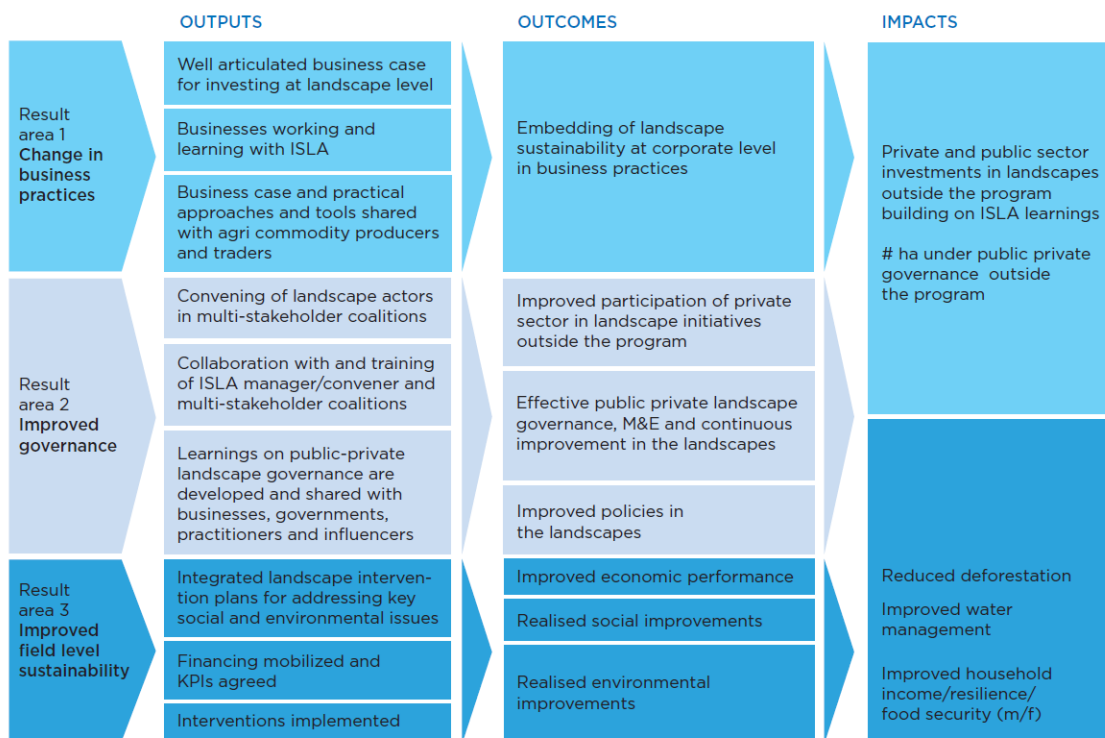 OUTPUTS
OUTCOMES
IMPACTS
Result
area 1
Change in
business
practices
Well articulated business case
for investing at landscape level
Businesses working and
learning with ISLA
Business case and practical
approaches and tools shared
with agri commodity producers
and traders
Embedding of landscape
sustainability at corporate level
in business practices
Private and public sector
investments in landscapes
outside the program
building on ISLA learnings
# ha under public private
governance outside
the program
Result
area 2
Improved
governance
Convening of landscape actors
in multi-stakeholder coalitions
Collaboration with and training
of ISLA manager/convener and
multi-stakeholder coalitions
Learnings on public-private
landscape governance are
developed and shared with
businesses, governments,
practitioners and influencers
Improved participation of private
sector in landscape initiatives
outside the program
Effective public private landscape
governance, M&E and continuous
improvement in the landscapes
Improved policies in
the landscapes
Result
area 3
Improved
field level
sustainability
Integrated landscape interven-
tion plans for addressing key
social and environmental issues
Financing mobilized and
KPIs agreed
Interventions implemented
Improved economic performance
Realised social improvements
Realised environmental
improvements
Reduced deforestation
Improved water
management
Improved household
income/resilience/
food security (m/f)